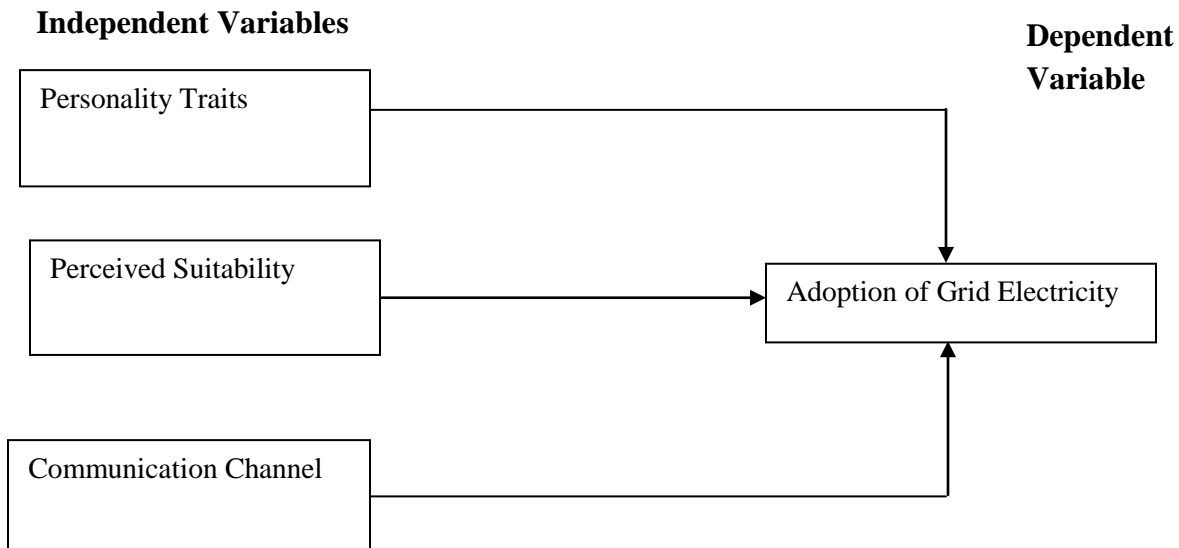 Independent Variables
Dependent
Variable
Personality Traits
Perceived Suitability
Adoption of Grid Electricity
Communication Channel